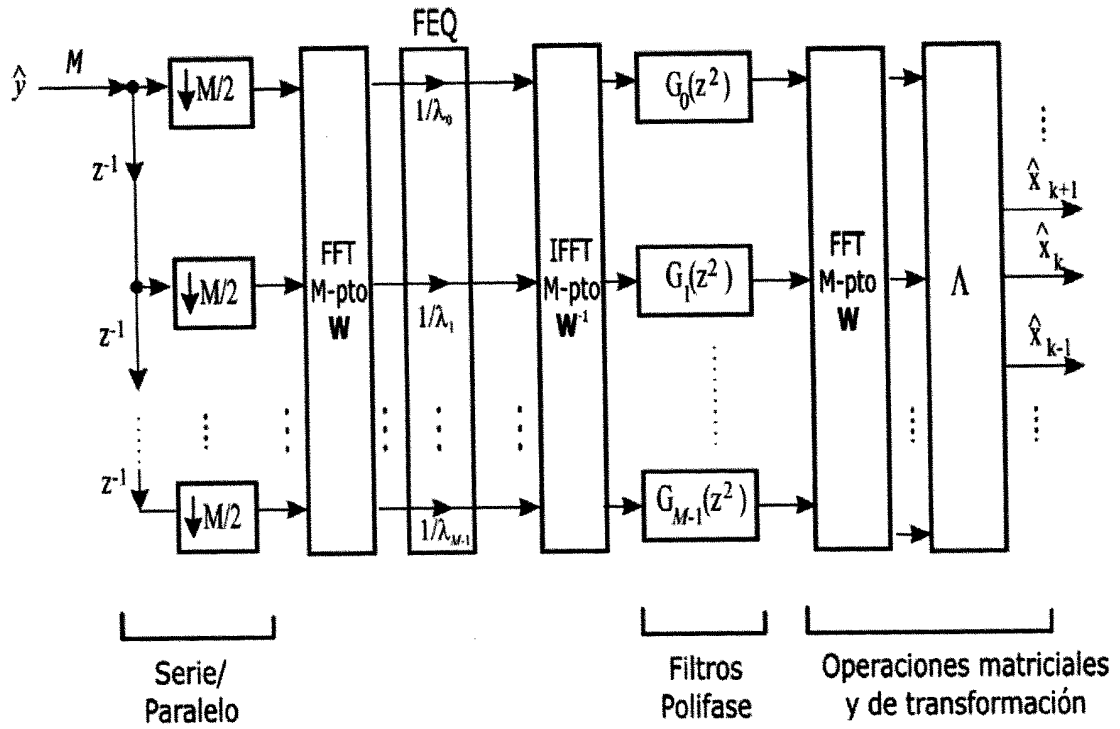 FEQ
M
ŷ
↓M/2
1/λ₀
G₀(z²)
z⁻¹
x̂ₖ₊₁
FFT
M-pto
W
IFFT
M-pto
W⁻¹
FFT
M-pto
W
↓M/2
1/λ₁
G₁(z²)
Λ
x̂ₖ
z⁻¹
x̂ₖ₋₁
z⁻¹
↓M/2
1/λ_{M-1}
G_{M-1}(z²)
Serie/
Paralelo
Filtros
Polifase
Operaciones matriciales
y de transformación